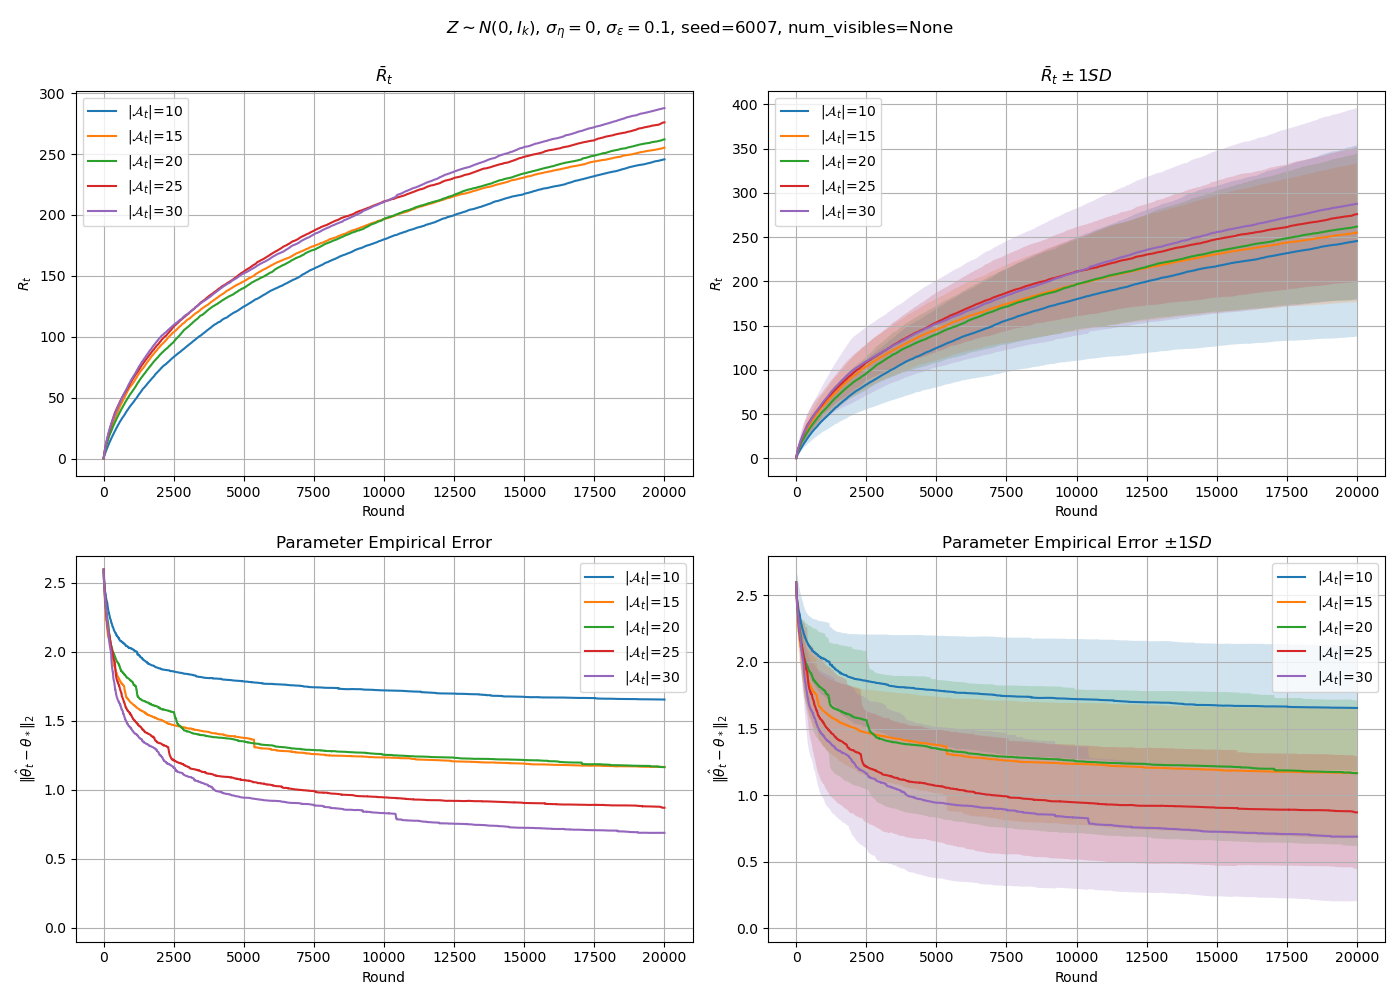 Z ∼ N(0, I_k), σ_η = 0, σ_ε = 0.1, seed=6007, num_visibles=None
R̄_t
300
250
200
150
100
50
0
R_t
|𝒜_t|=10
|𝒜_t|=15
|𝒜_t|=20
|𝒜_t|=25
|𝒜_t|=30
0 2500 5000 7500 10000 12500 15000 17500 20000
Round
R̄_t ± 1SD
400
350
300
250
200
150
100
50
0
R_t
|𝒜_t|=10
|𝒜_t|=15
|𝒜_t|=20
|𝒜_t|=25
|𝒜_t|=30
0 2500 5000 7500 10000 12500 15000 17500 20000
Round
Parameter Empirical Error
2.5
2.0
1.5
1.0
0.5
0.0
‖θ̂_t − θ_*‖₂
|𝒜_t|=10
|𝒜_t|=15
|𝒜_t|=20
|𝒜_t|=25
|𝒜_t|=30
0 2500 5000 7500 10000 12500 15000 17500 20000
Round
Parameter Empirical Error ±1SD
2.5
2.0
1.5
1.0
0.5
0.0
‖θ̂_t − θ_*‖₂
|𝒜_t|=10
|𝒜_t|=15
|𝒜_t|=20
|𝒜_t|=25
|𝒜_t|=30
0 2500 5000 7500 10000 12500 15000 17500 20000
Round